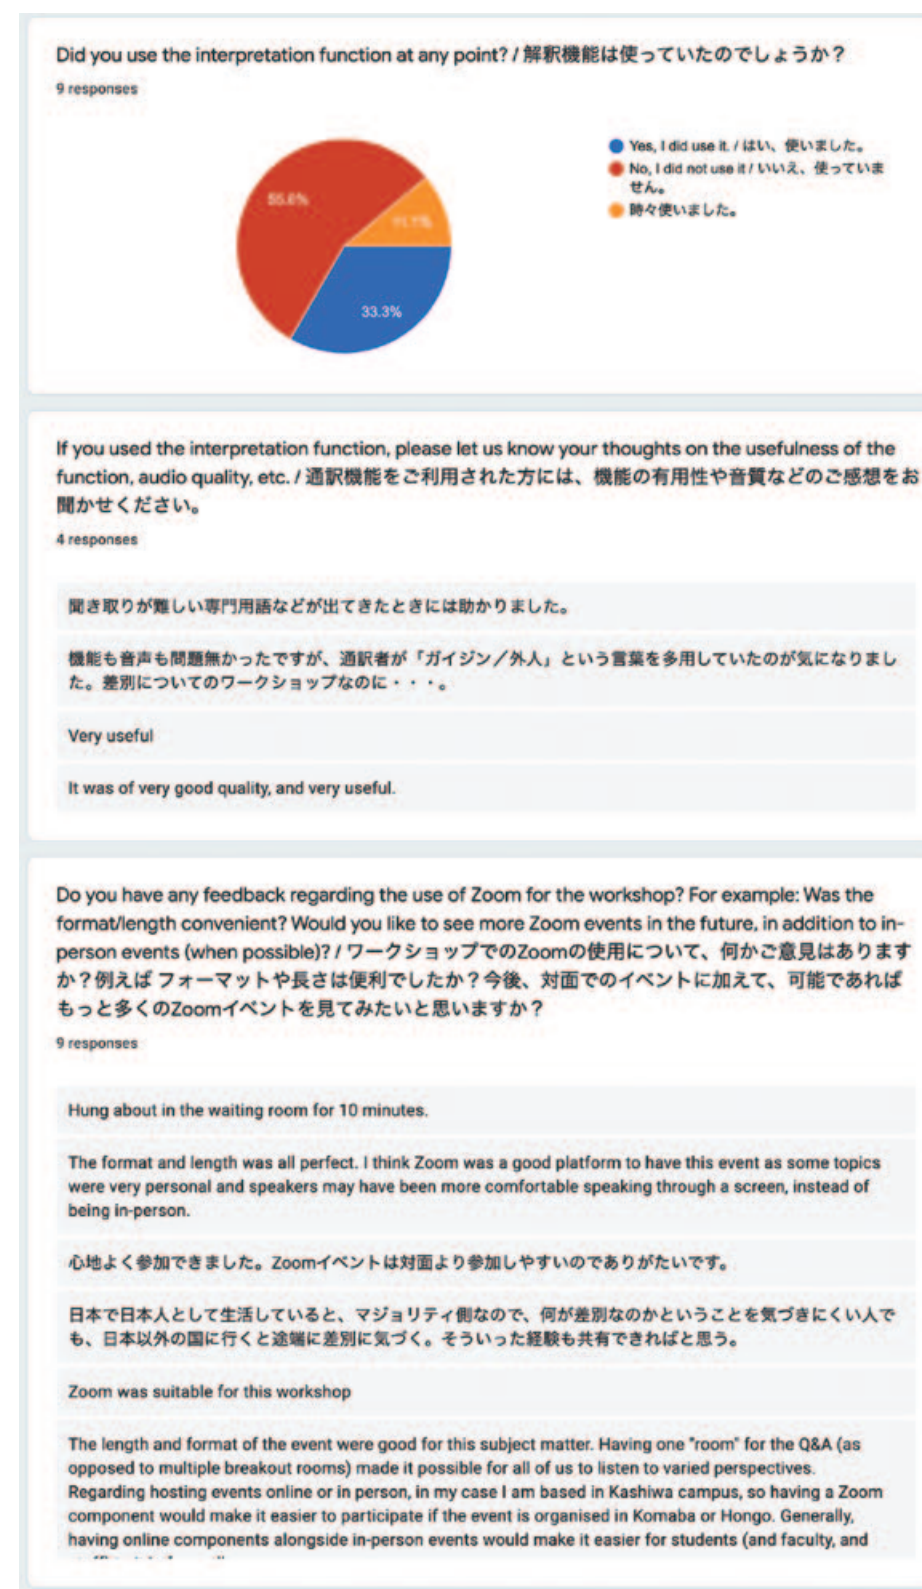 Did you use the interpretation function at any point? / 解釈機能は使っていたのでしょうか？
9 responses
Yes, I did use it. / はい、使いました。
No, I did not use it / いいえ、使っていま
せん。
時々使いました。
55.6%
11.1%
33.3%
If you used the interpretation function, please let us know your thoughts on the usefulness of the
function, audio quality, etc. / 通訳機能をご利用された方には、機能の有用性や音質などのご感想をお
聞かせください。
4 responses
聞き取りが難しい専門用語などが出てきたときには助かりました。
機能も音声も問題無かったですが、通訳者が「ガイジン／外人」という言葉を多用していたのが気になりまし
た。差別についてのワークショップなのに・・・。
Very useful
It was of very good quality, and very useful.
Do you have any feedback regarding the use of Zoom for the workshop? For example: Was the
format/length convenient? Would you like to see more Zoom events in the future, in addition to in-
person events (when possible)? / ワークショップでのZoomの使用について、何かご意見はあります
か？例えば フォーマットや長さは便利でしたか？今後、対面でのイベントに加えて、可能であれば
もっと多くのZoomイベントを見てみたいと思いますか？
9 responses
Hung about in the waiting room for 10 minutes.
The format and length was all perfect. I think Zoom was a good platform to have this event as some topics
were very personal and speakers may have been more comfortable speaking through a screen, instead of
being in-person.
心地よく参加できました。Zoomイベントは対面より参加しやすいのでありがたいです。
日本で日本人として生活していると、マジョリティ側なので、何が差別なのかということを気づきにくい人で
も、日本以外の国に行くと途端に差別に気づく。そういった経験も共有できればと思う。
Zoom was suitable for this workshop
The length and format of the event were good for this subject matter. Having one "room" for the Q&A (as
opposed to multiple breakout rooms) made it possible for all of us to listen to varied perspectives.
Regarding hosting events online or in person, in my case I am based in Kashiwa campus, so having a Zoom
component would make it easier to participate if the event is organised in Komaba or Hongo. Generally,
having online components alongside in-person events would make it easier for students (and faculty, and